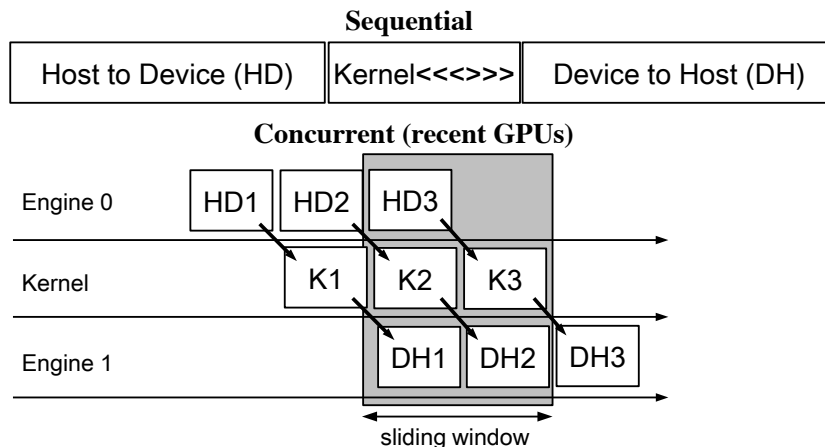 Sequential
Host to Device (HD) Kernel<<<>>> Device to Host (DH)
Concurrent (recent GPUs)
Engine 0 HD1 HD2 HD3
Kernel K1 K2 K3
Engine 1 DH1 DH2 DH3
sliding window